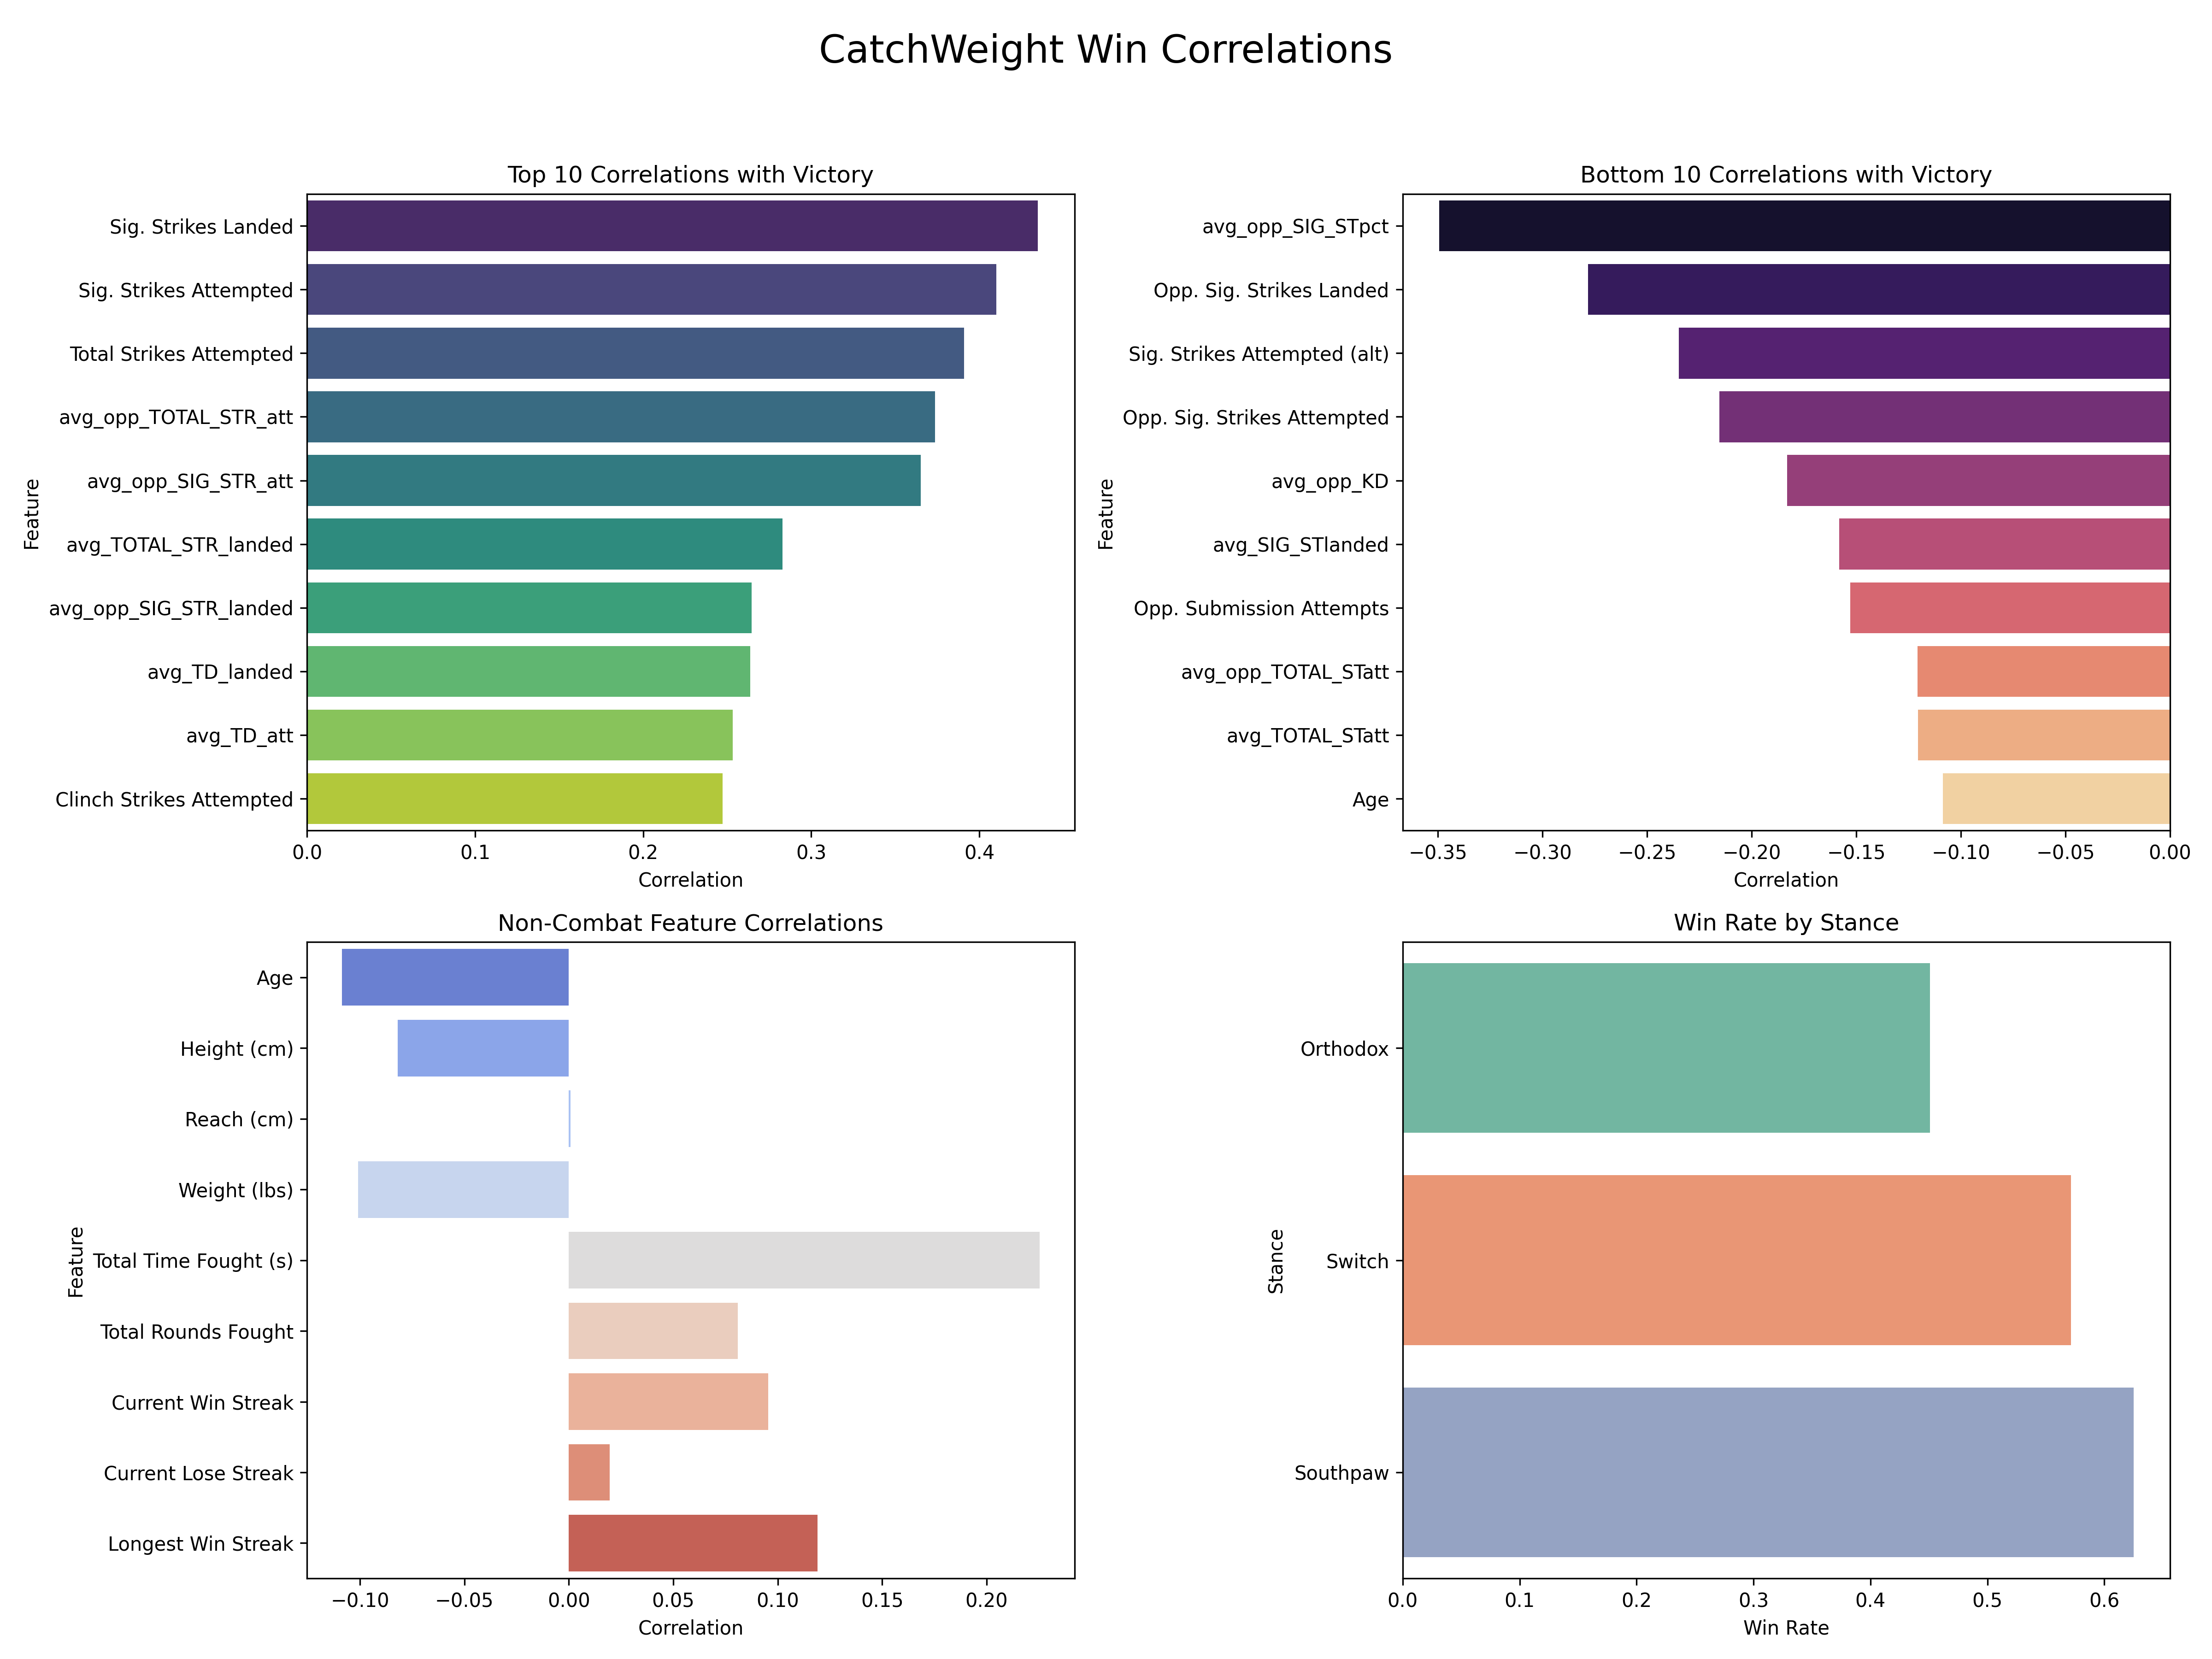 CatchWeight Win Correlations
Top 10 Correlations with Victory
Feature
Sig. Strikes Landed
Sig. Strikes Attempted
Total Strikes Attempted
avg_opp_TOTAL_STR_att
avg_opp_SIG_STR_att
avg_TOTAL_STR_landed
avg_opp_SIG_STR_landed
avg_TD_landed
avg_TD_att
Clinch Strikes Attempted
0.0 0.1 0.2 0.3 0.4
Correlation
Bottom 10 Correlations with Victory
Feature
avg_opp_SIG_STpct
Opp. Sig. Strikes Landed
Sig. Strikes Attempted (alt)
Opp. Sig. Strikes Attempted
avg_opp_KD
avg_SIG_STlanded
Opp. Submission Attempts
avg_opp_TOTAL_STatt
avg_TOTAL_STatt
Age
−0.35 −0.30 −0.25 −0.20 −0.15 −0.10 −0.05 0.00
Correlation
Non-Combat Feature Correlations
Feature
Age
Height (cm)
Reach (cm)
Weight (lbs)
Total Time Fought (s)
Total Rounds Fought
Current Win Streak
Current Lose Streak
Longest Win Streak
−0.10 −0.05 0.00 0.05 0.10 0.15 0.20
Correlation
Win Rate by Stance
Stance
Orthodox
Switch
Southpaw
0.0 0.1 0.2 0.3 0.4 0.5 0.6
Win Rate